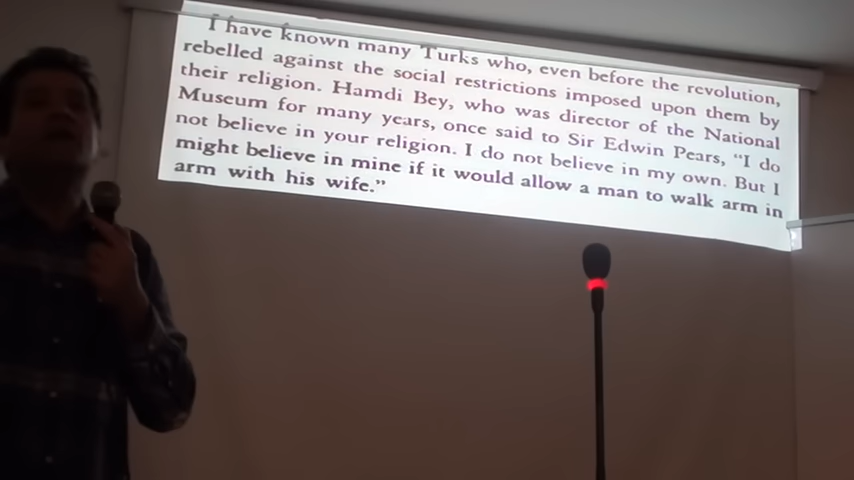 I have known many Turks who, even before the revolution,
rebelled against the social restrictions imposed upon them by
their religion. Hamdi Bey, who was director of the National
Museum for many years, once said to Sir Edwin Pears, "I do
not believe in your religion. I do not believe in my own. But I
might believe in mine if it would allow a man to walk arm in
arm with his wife."